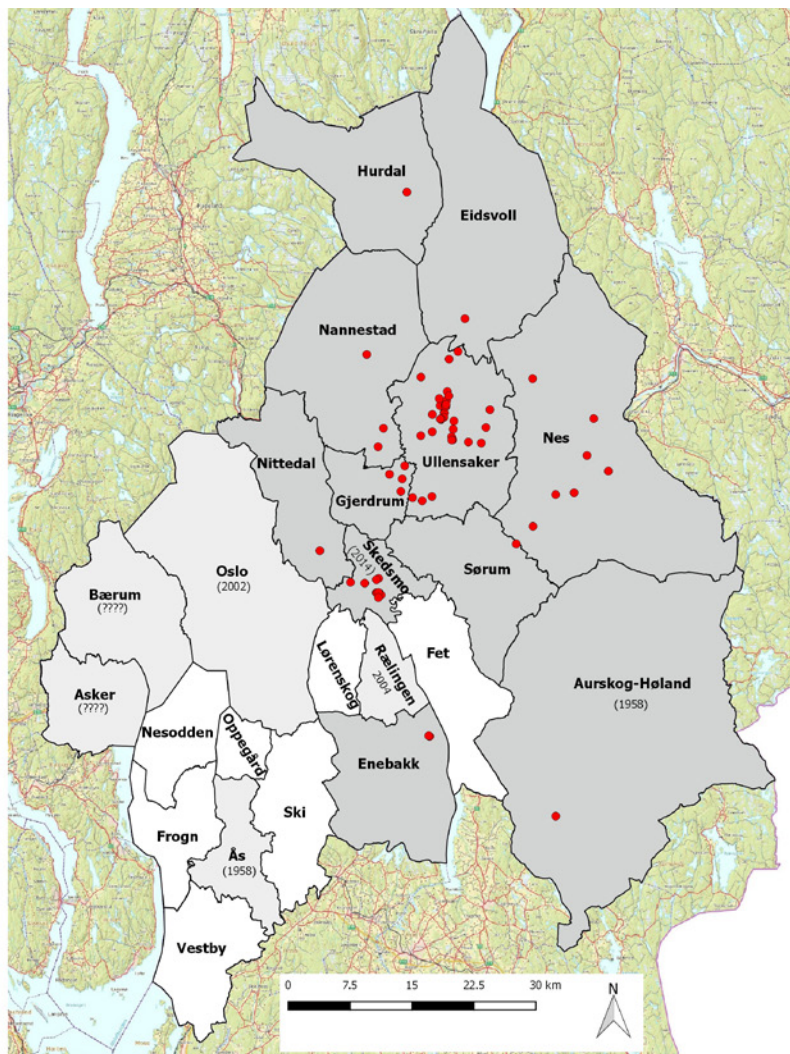 Hurdal
Eidsvoll
Nannestad
Nes
Nittedal
Ullensaker
Gjerdrum
Skedsmo
(2014)
Oslo
(2002)
Sørum
Bærum
(????)
Lørenskog
Rælingen
2004
Fet
Asker
(????)
Aurskog-Høland
(1958)
Nesodden
Oppegård
Enebakk
Ski
Frogn
Ås
(1958)
Vestby
0 7.5 15 22.5 30 km
N